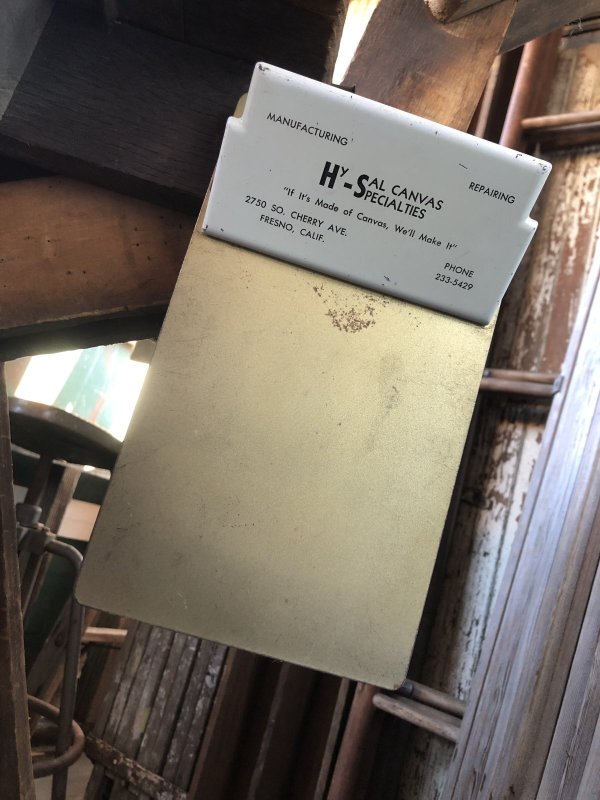 MANUFACTURING
REPAIRING
HY-SAL CANVAS
SPECIALTIES
"If It's Made of Canvas, We'll Make It"
2750 SO. CHERRY AVE.
FRESNO, CALIF.
PHONE
233-5429